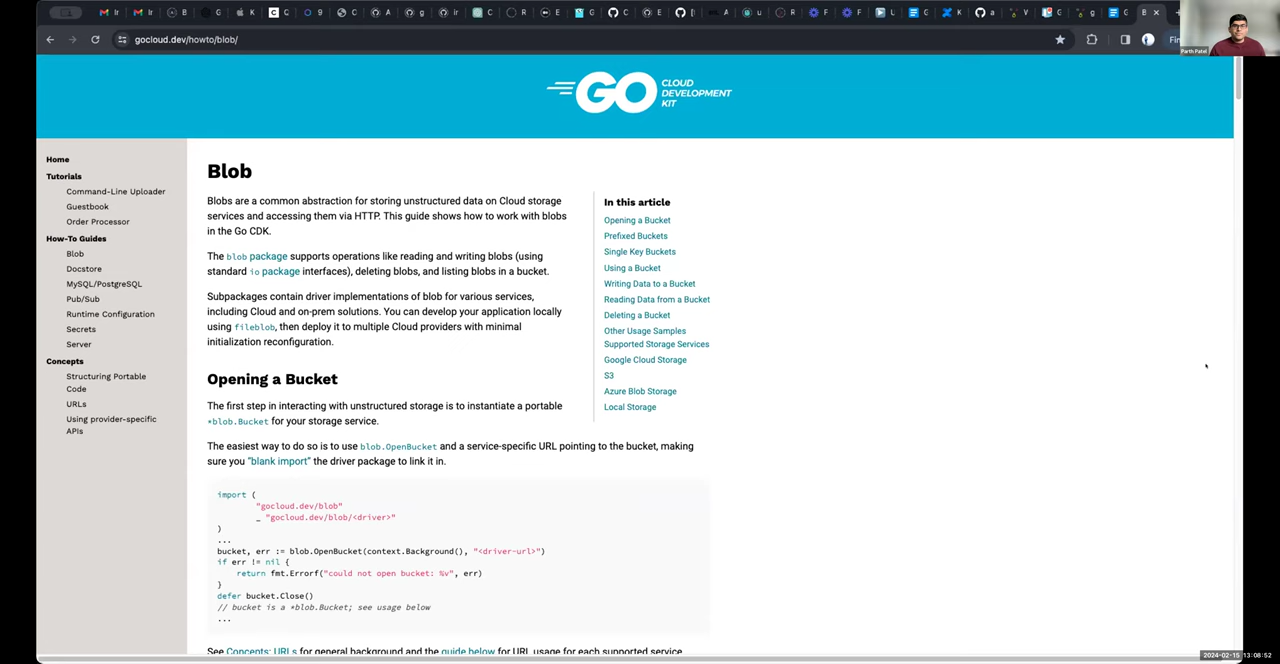 Ir
Ir
B
G
K
C
G
9
C
A
g
ir
C
R
E
G
C
E
[
A
u
R
F
F
U
G
K
a
V
G
g
G
B
gocloud.dev/howto/blob/
Fin
Parth Patel
GO
CLOUD
DEVELOPMENT
KIT
Home
Tutorials
Command-Line Uploader
Guestbook
Order Processor
How-To Guides
Blob
Docstore
MySQL/PostgreSQL
Pub/Sub
Runtime Configuration
Secrets
Server
Concepts
Structuring Portable
Code
URLs
Using provider-specific
APIs
Blob
Blobs are a common abstraction for storing unstructured data on Cloud storage
services and accessing them via HTTP. This guide shows how to work with blobs
in the Go CDK.
The blob package supports operations like reading and writing blobs (using
standard io package interfaces), deleting blobs, and listing blobs in a bucket.
Subpackages contain driver implementations of blob for various services,
including Cloud and on-prem solutions. You can develop your application locally
using fileblob, then deploy it to multiple Cloud providers with minimal
initialization reconfiguration.
In this article
Opening a Bucket
Prefixed Buckets
Single Key Buckets
Using a Bucket
Writing Data to a Bucket
Reading Data from a Bucket
Deleting a Bucket
Other Usage Samples
Supported Storage Services
Google Cloud Storage
S3
Azure Blob Storage
Local Storage
Opening a Bucket
The first step in interacting with unstructured storage is to instantiate a portable
*blob.Bucket for your storage service.
The easiest way to do so is to use blob.OpenBucket and a service-specific URL pointing to the bucket, making
sure you “blank import” the driver package to link it in.
import (
"gocloud.dev/blob"
_ "gocloud.dev/blob/<driver>"
)
...
bucket, err := blob.OpenBucket(context.Background(), "<driver-url>")
if err != nil {
return fmt.Errorf("could not open bucket: %v", err)
}
defer bucket.Close()
// bucket is a *blob.Bucket; see usage below
...
See Concepts: URLs for general background and the guide below for URL usage for each supported service.
2024-02-15 13:08:52